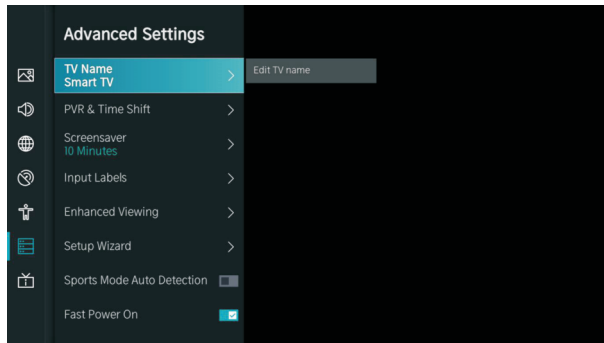 Advanced Settings
TV Name
Smart TV
Edit TV name
PVR & Time Shift
Screensaver
10 Minutes
Input Labels
Enhanced Viewing
Setup Wizard
Sports Mode Auto Detection
Fast Power On